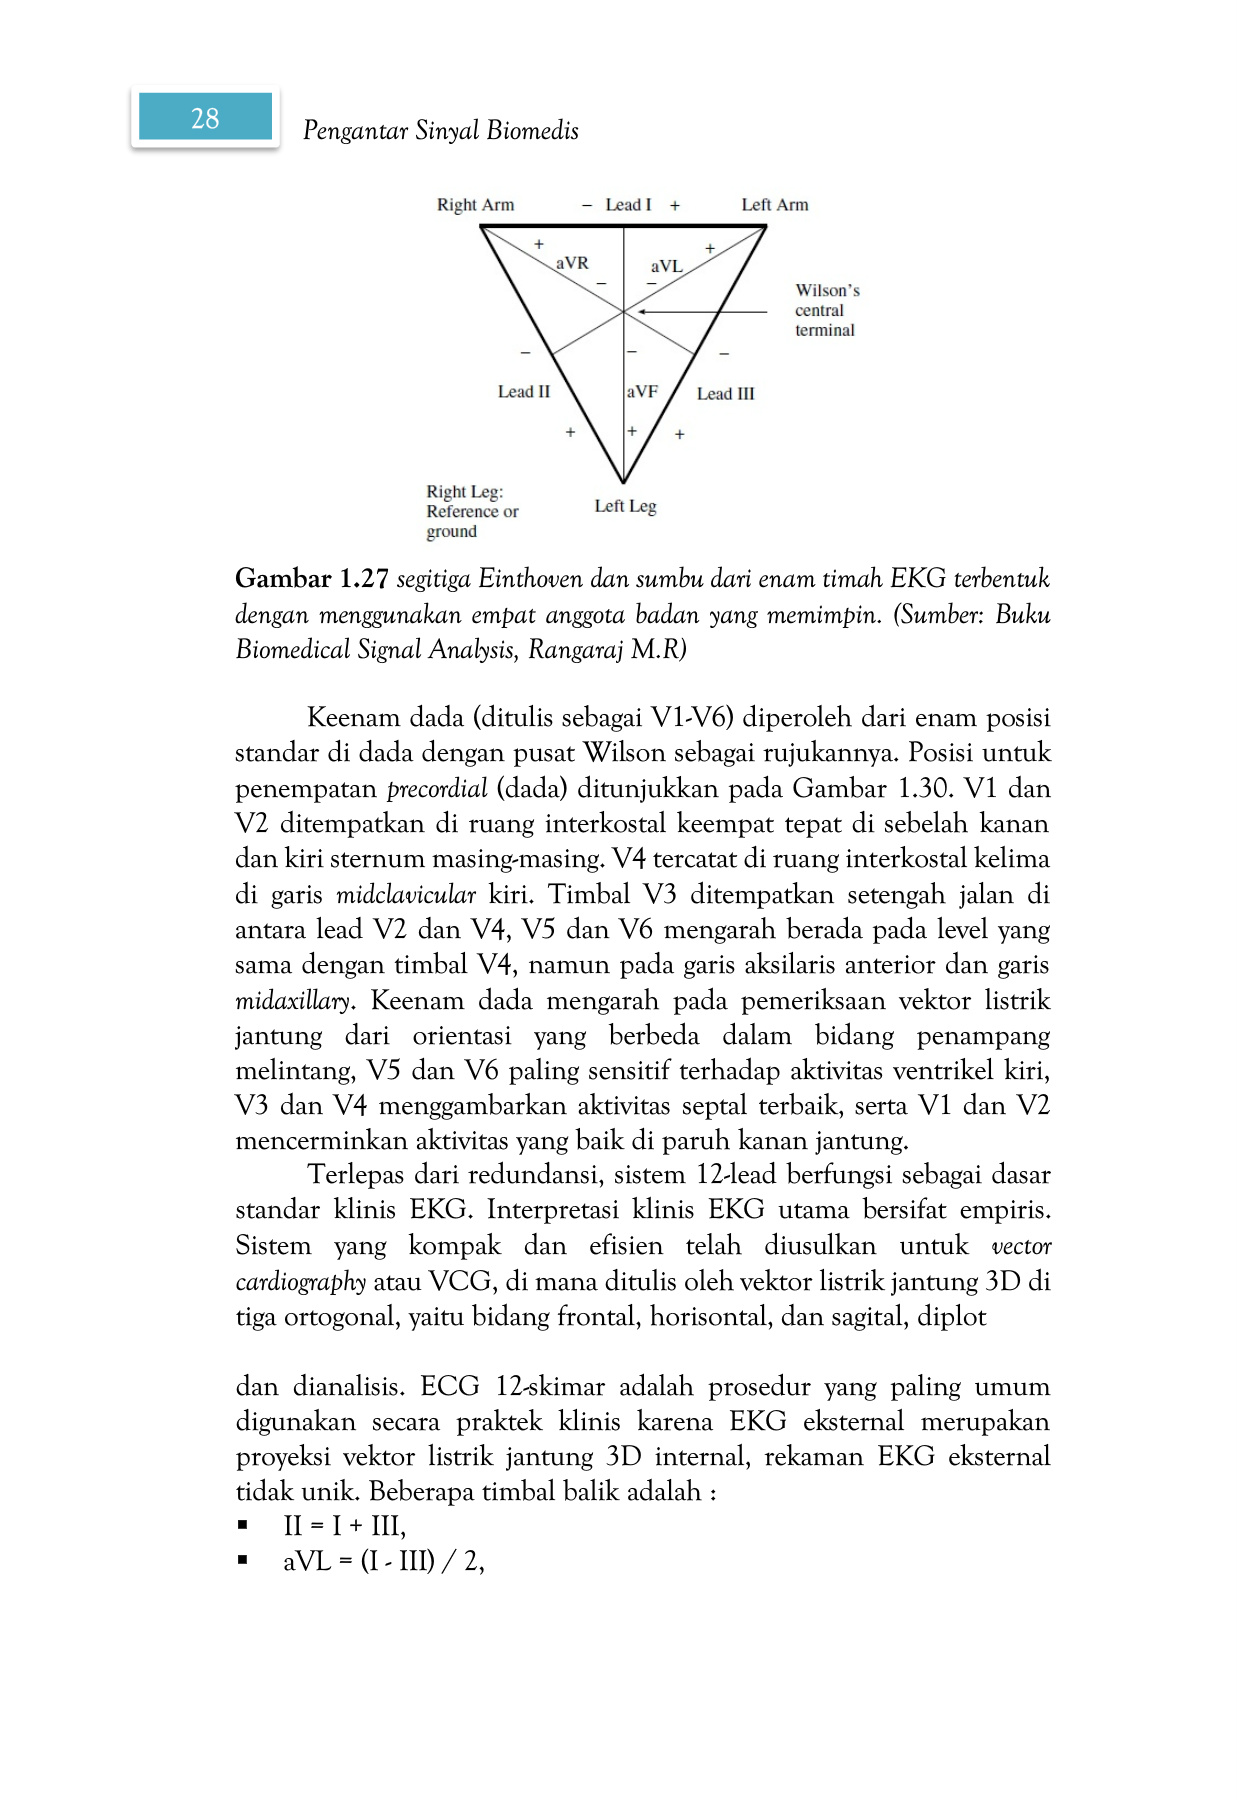 28
Pengantar Sinyal Biomedis
Right Arm – Lead I + Left Arm
+ +
aVR aVL
– –
Wilson's
central
terminal
– – –
Lead II aVF Lead III
+ + +
Right Leg:
Reference or
ground
Left Leg
Gambar 1.27 segitiga Einthoven dan sumbu dari enam timah EKG terbentuk
dengan menggunakan empat anggota badan yang memimpin. (Sumber: Buku
Biomedical Signal Analysis, Rangaraj M.R)
Keenam dada (ditulis sebagai V1-V6) diperoleh dari enam posisi
standar di dada dengan pusat Wilson sebagai rujukannya. Posisi untuk
penempatan precordial (dada) ditunjukkan pada Gambar 1.30. V1 dan
V2 ditempatkan di ruang interkostal keempat tepat di sebelah kanan
dan kiri sternum masing-masing. V4 tercatat di ruang interkostal kelima
di garis midclavicular kiri. Timbal V3 ditempatkan setengah jalan di
antara lead V2 dan V4, V5 dan V6 mengarah berada pada level yang
sama dengan timbal V4, namun pada garis aksilaris anterior dan garis
midaxillary. Keenam dada mengarah pada pemeriksaan vektor listrik
jantung dari orientasi yang berbeda dalam bidang penampang
melintang, V5 dan V6 paling sensitif terhadap aktivitas ventrikel kiri,
V3 dan V4 menggambarkan aktivitas septal terbaik, serta V1 dan V2
mencerminkan aktivitas yang baik di paruh kanan jantung.
Terlepas dari redundansi, sistem 12-lead berfungsi sebagai dasar
standar klinis EKG. Interpretasi klinis EKG utama bersifat empiris.
Sistem yang kompak dan efisien telah diusulkan untuk vector
cardiography atau VCG, di mana ditulis oleh vektor listrik jantung 3D di
tiga ortogonal, yaitu bidang frontal, horisontal, dan sagital, diplot
dan dianalisis. ECG 12-skimar adalah prosedur yang paling umum
digunakan secara praktek klinis karena EKG eksternal merupakan
proyeksi vektor listrik jantung 3D internal, rekaman EKG eksternal
tidak unik. Beberapa timbal balik adalah :
▪ II = I + III,
▪ aVL = (I - III) / 2,